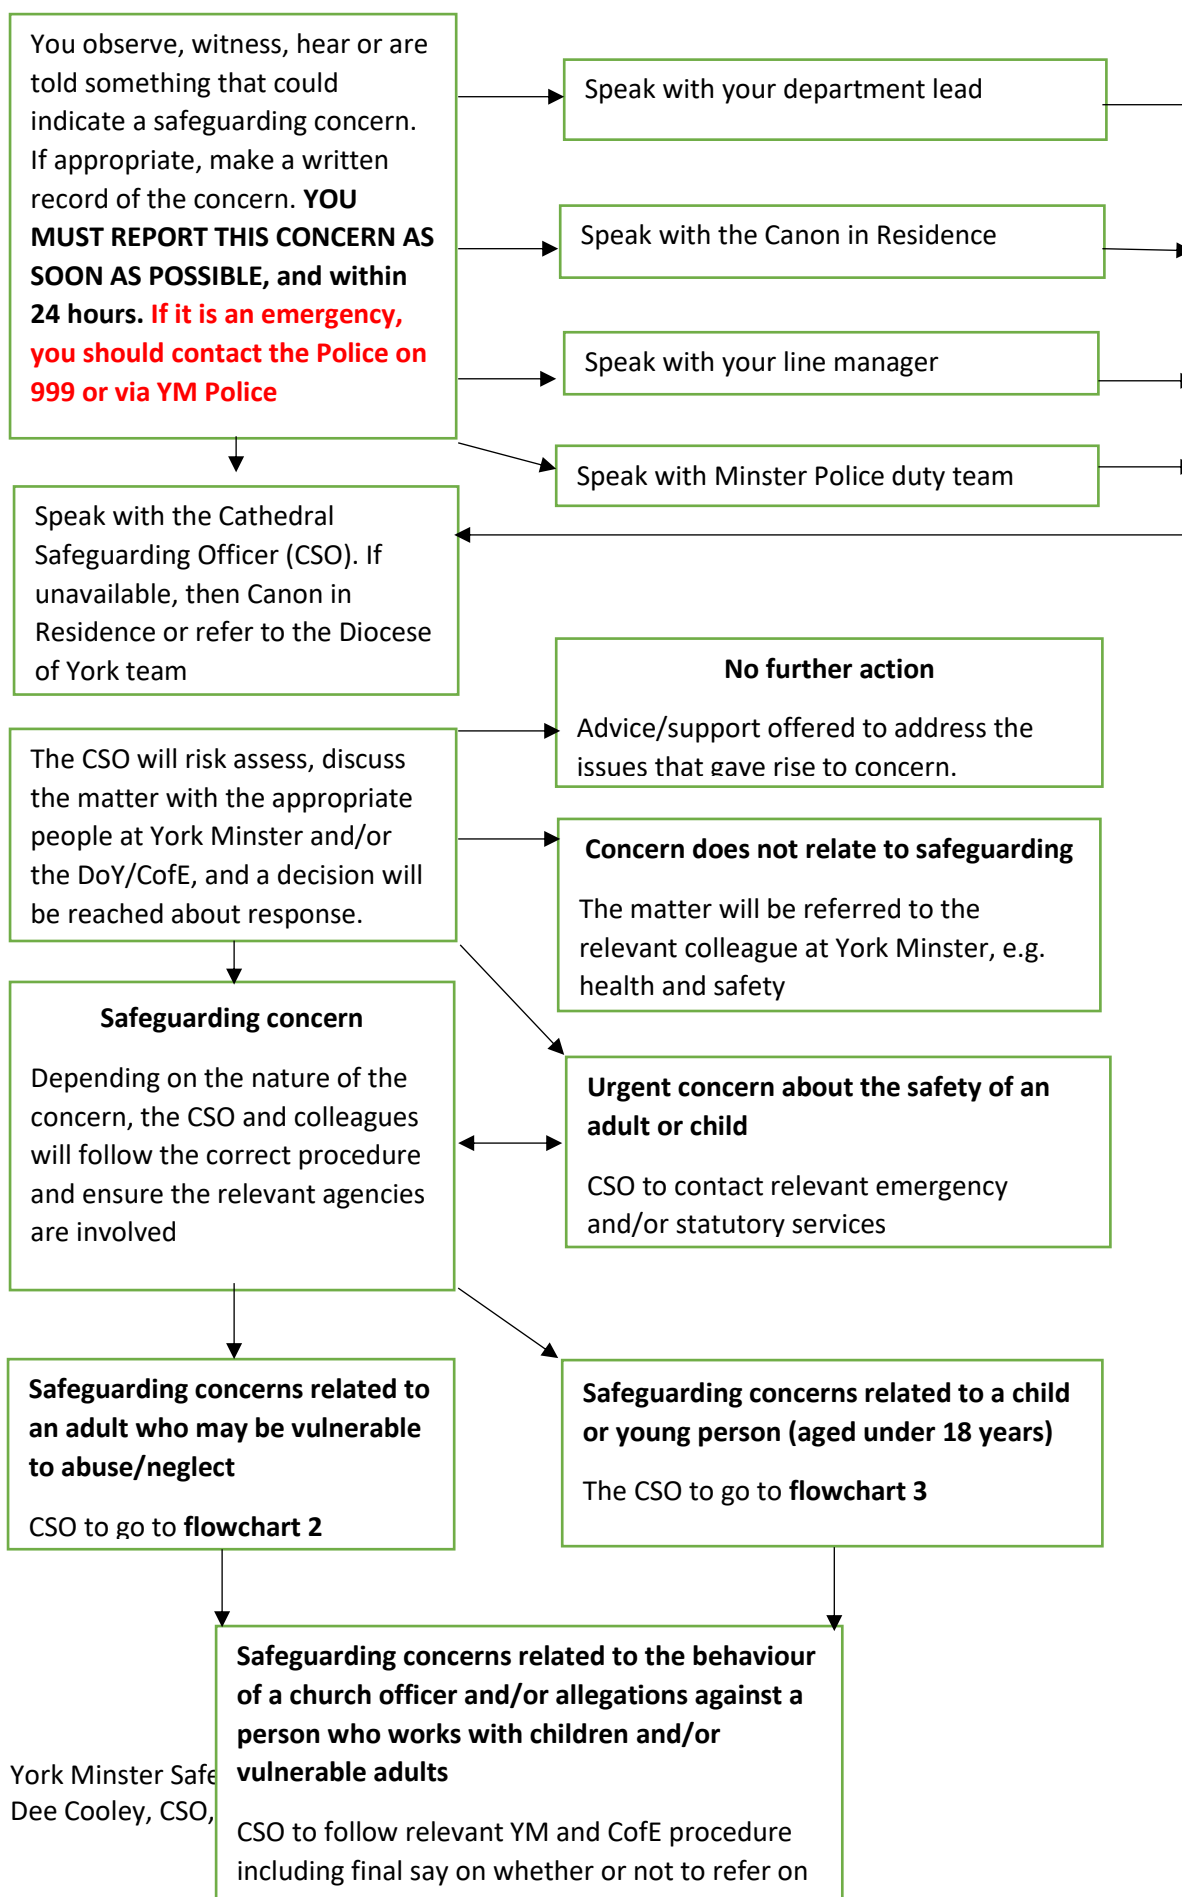 You observe, witness, hear or are
told something that could
indicate a safeguarding concern.
If appropriate, make a written
record of the concern. YOU
MUST REPORT THIS CONCERN AS
SOON AS POSSIBLE, and within
24 hours. If it is an emergency,
you should contact the Police on
999 or via YM Police
Speak with your department lead
Speak with the Canon in Residence
Speak with your line manager
Speak with Minster Police duty team
Speak with the Cathedral
Safeguarding Officer (CSO). If
unavailable, then Canon in
Residence or refer to the Diocese
of York team
No further action
Advice/support offered to address the
issues that gave rise to concern.
The CSO will risk assess, discuss
the matter with the appropriate
people at York Minster and/or
the DoY/CofE, and a decision will
be reached about response.
Concern does not relate to safeguarding
The matter will be referred to the
relevant colleague at York Minster, e.g.
health and safety
Safeguarding concern
Depending on the nature of the
concern, the CSO and colleagues
will follow the correct procedure
and ensure the relevant agencies
are involved
Urgent concern about the safety of an
adult or child
CSO to contact relevant emergency
and/or statutory services
Safeguarding concerns related to
an adult who may be vulnerable
to abuse/neglect
CSO to go to flowchart 2
Safeguarding concerns related to a child
or young person (aged under 18 years)
The CSO to go to flowchart 3
Safeguarding concerns related to the behaviour
of a church officer and/or allegations against a
person who works with children and/or
vulnerable adults
CSO to follow relevant YM and CofE procedure
including final say on whether or not to refer on
York Minster Safe
Dee Cooley, CSO,